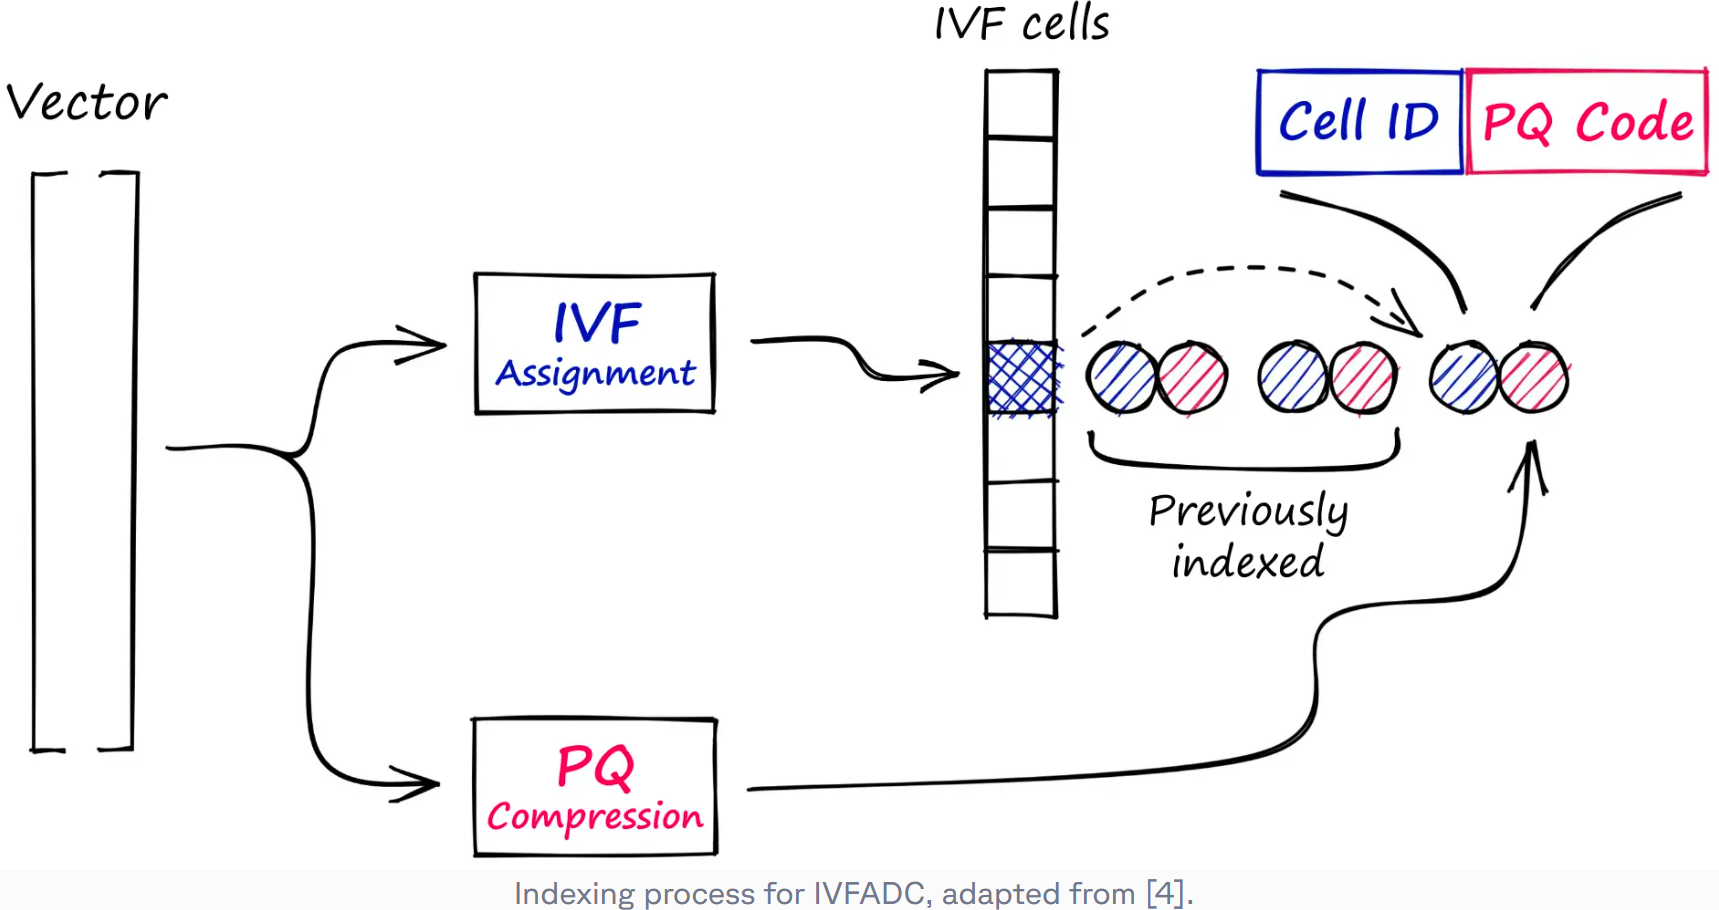 IVF cells
Vector
Cell ID
PQ Code
IVF
Assignment
Previously
indexed
PQ
Compression
Indexing process for IVFADC, adapted from [4].